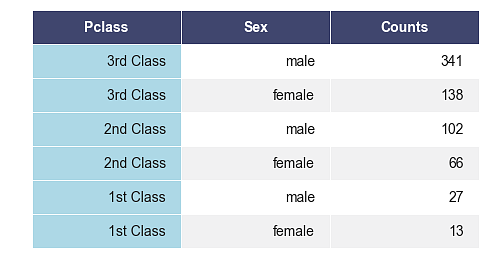 Pclass Sex Counts
3rd Class male 341
3rd Class female 138
2nd Class male 102
2nd Class female 66
1st Class male 27
1st Class female 13